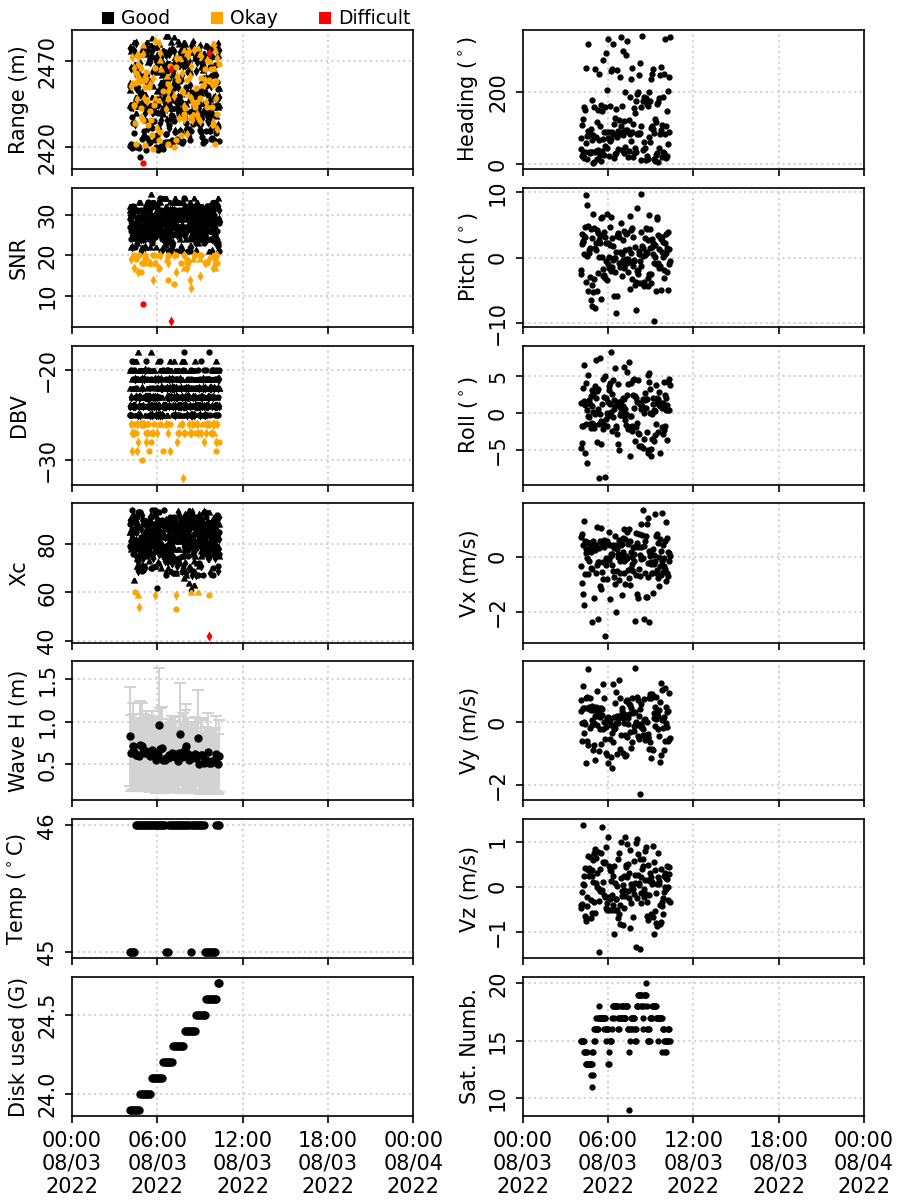 Good Okay Difficult
Range (m)
2470
2420
Heading (°)
200
0
SNR
30
20
10
Pitch (°)
10
0
−10
DBV
−20
−30
Roll (°)
5
0
−5
Xc
80
60
40
Vx (m/s)
0
−2
Wave H (m)
1.5
1.0
0.5
Vy (m/s)
0
−2
Temp (°C)
46
45
Vz (m/s)
1
0
−1
Disk used (G)
24.5
24.0
Sat. Numb.
20
15
10
00:00 06:00 12:00 18:00 00:00
08/03 08/03 08/03 08/03 08/04
2022 2022 2022 2022 2022
00:00 06:00 12:00 18:00 00:00
08/03 08/03 08/03 08/03 08/04
2022 2022 2022 2022 2022